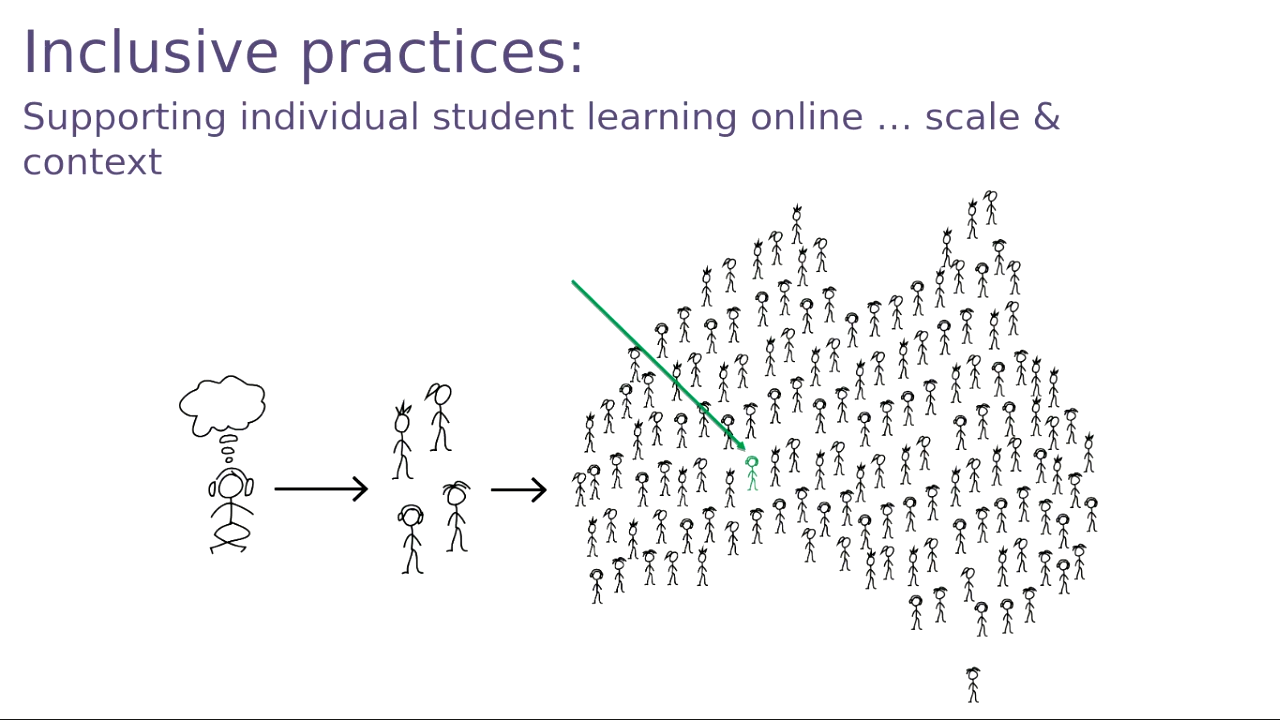 Inclusive practices:
Supporting individual student learning online … scale &
context